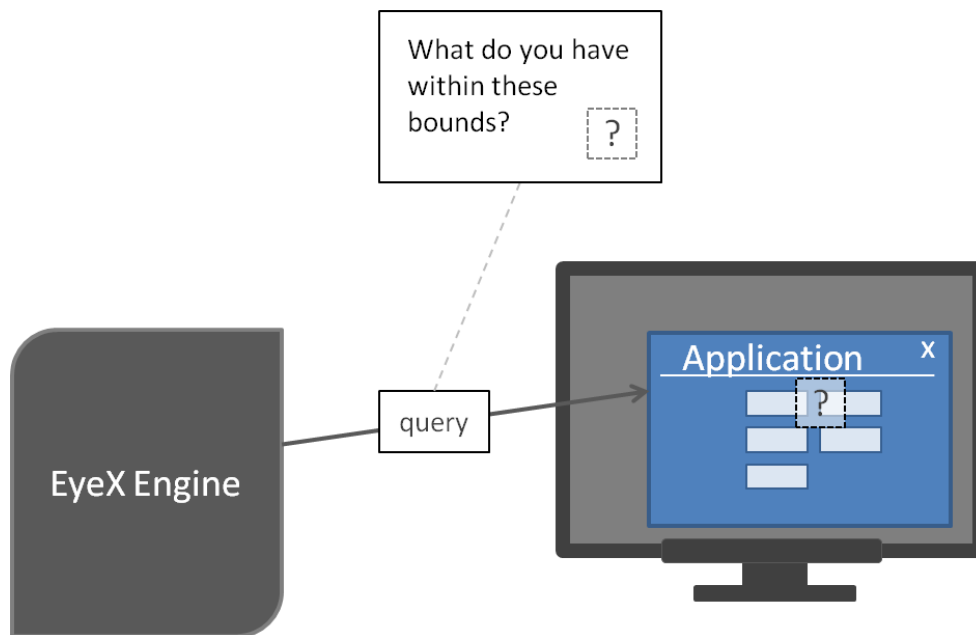 What do you have
within these
bounds?
?
Application
x
?
query
EyeX Engine